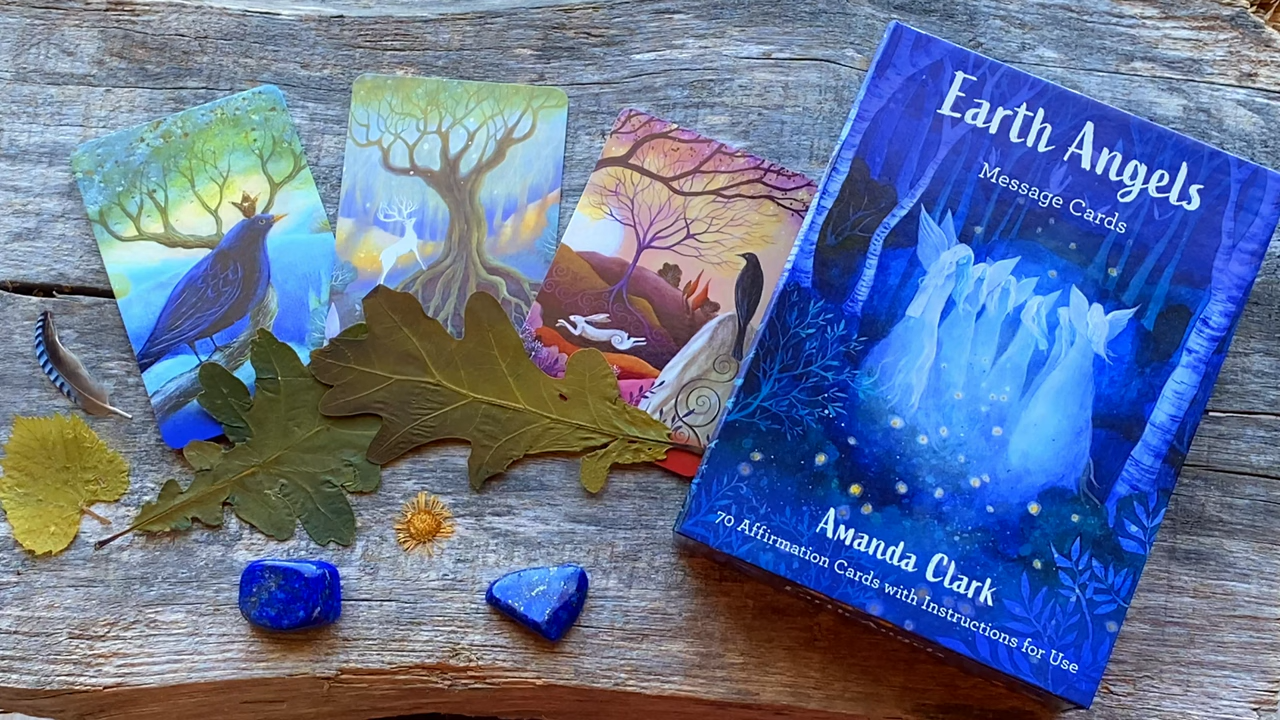 Earth Angels
Message Cards
Amanda Clark
70 Affirmation Cards with Instructions for Use